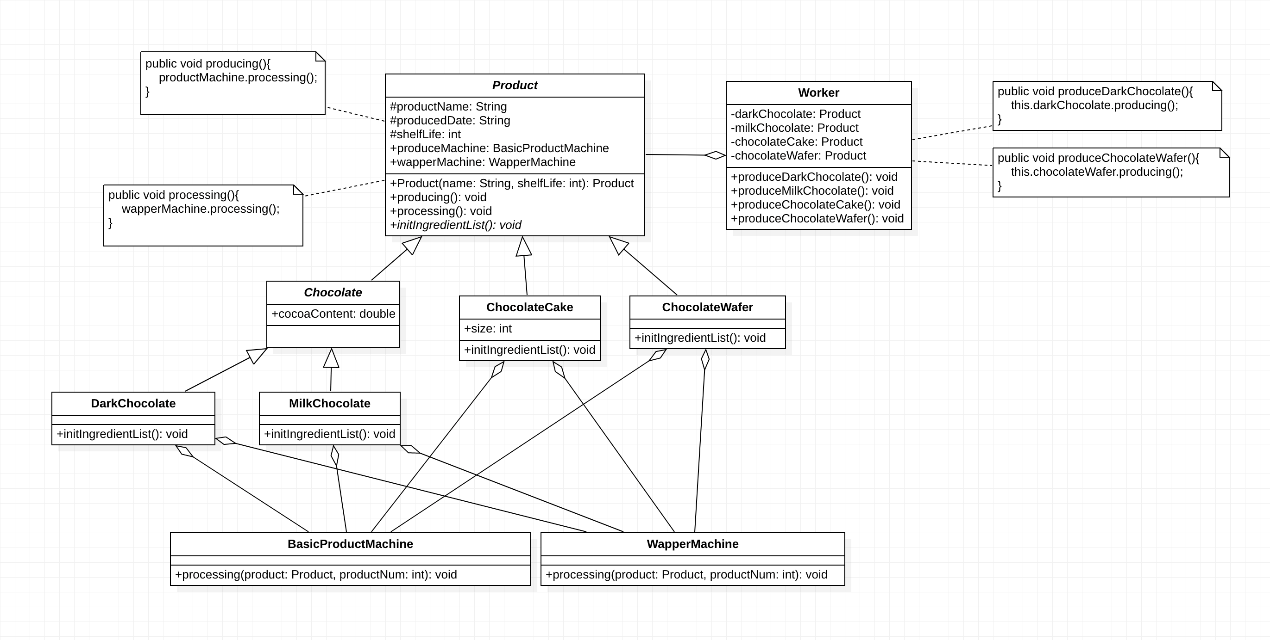 public void producing(){
productMachine.processing();
}
public void processing(){
wapperMachine.processing();
}
Product
#productName: String
#producedDate: String
#shelfLife: int
+produceMachine: BasicProductMachine
+wapperMachine: WapperMachine
+Product(name: String, shelfLife: int): Product
+producing(): void
+processing(): void
+initIngredientList(): void
Worker
-darkChocolate: Product
-milkChocolate: Product
-chocolateCake: Product
-chocolateWafer: Product
+produceDarkChocolate(): void
+produceMilkChocolate(): void
+produceChocolateCake(): void
+produceChocolateWafer(): void
public void produceDarkChocolate(){
this.darkChocolate.producing();
}
public void produceChocolateWafer(){
this.chocolateWafer.producing();
}
Chocolate
+cocoaContent: double
ChocolateCake
+size: int
+initIngredientList(): void
ChocolateWafer
+initIngredientList(): void
DarkChocolate
+initIngredientList(): void
MilkChocolate
+initIngredientList(): void
BasicProductMachine
+processing(product: Product, productNum: int): void
WapperMachine
+processing(product: Product, productNum: int): void